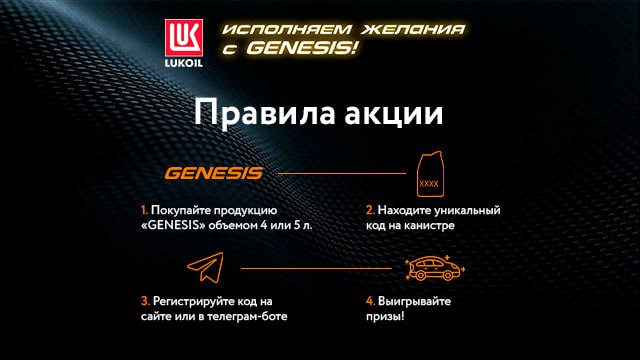 LUKOIL
ИСПОЛНЯЕМ ЖЕЛАНИЯ
с GENESIS!
Правила акции
GENESIS
XXXX
1. Покупайте продукцию
«GENESIS» объемом 4 или 5 л.
2. Находите уникальный
код на канистре
3. Регистрируйте код на
сайте или в телеграм-боте
4. Выигрывайте
призы!